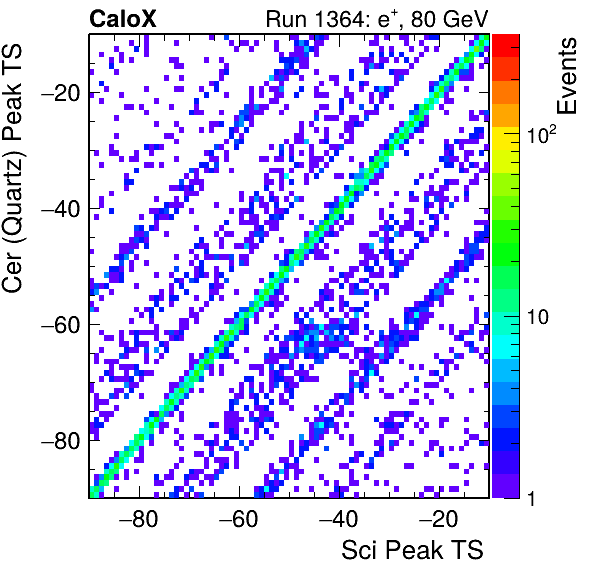 CaloX Run 1364: e⁺, 80 GeV
Cer (Quartz) Peak TS
−20
−40
−60
−80
−80 −60 −40 −20
Sci Peak TS
Events
10²
10
1